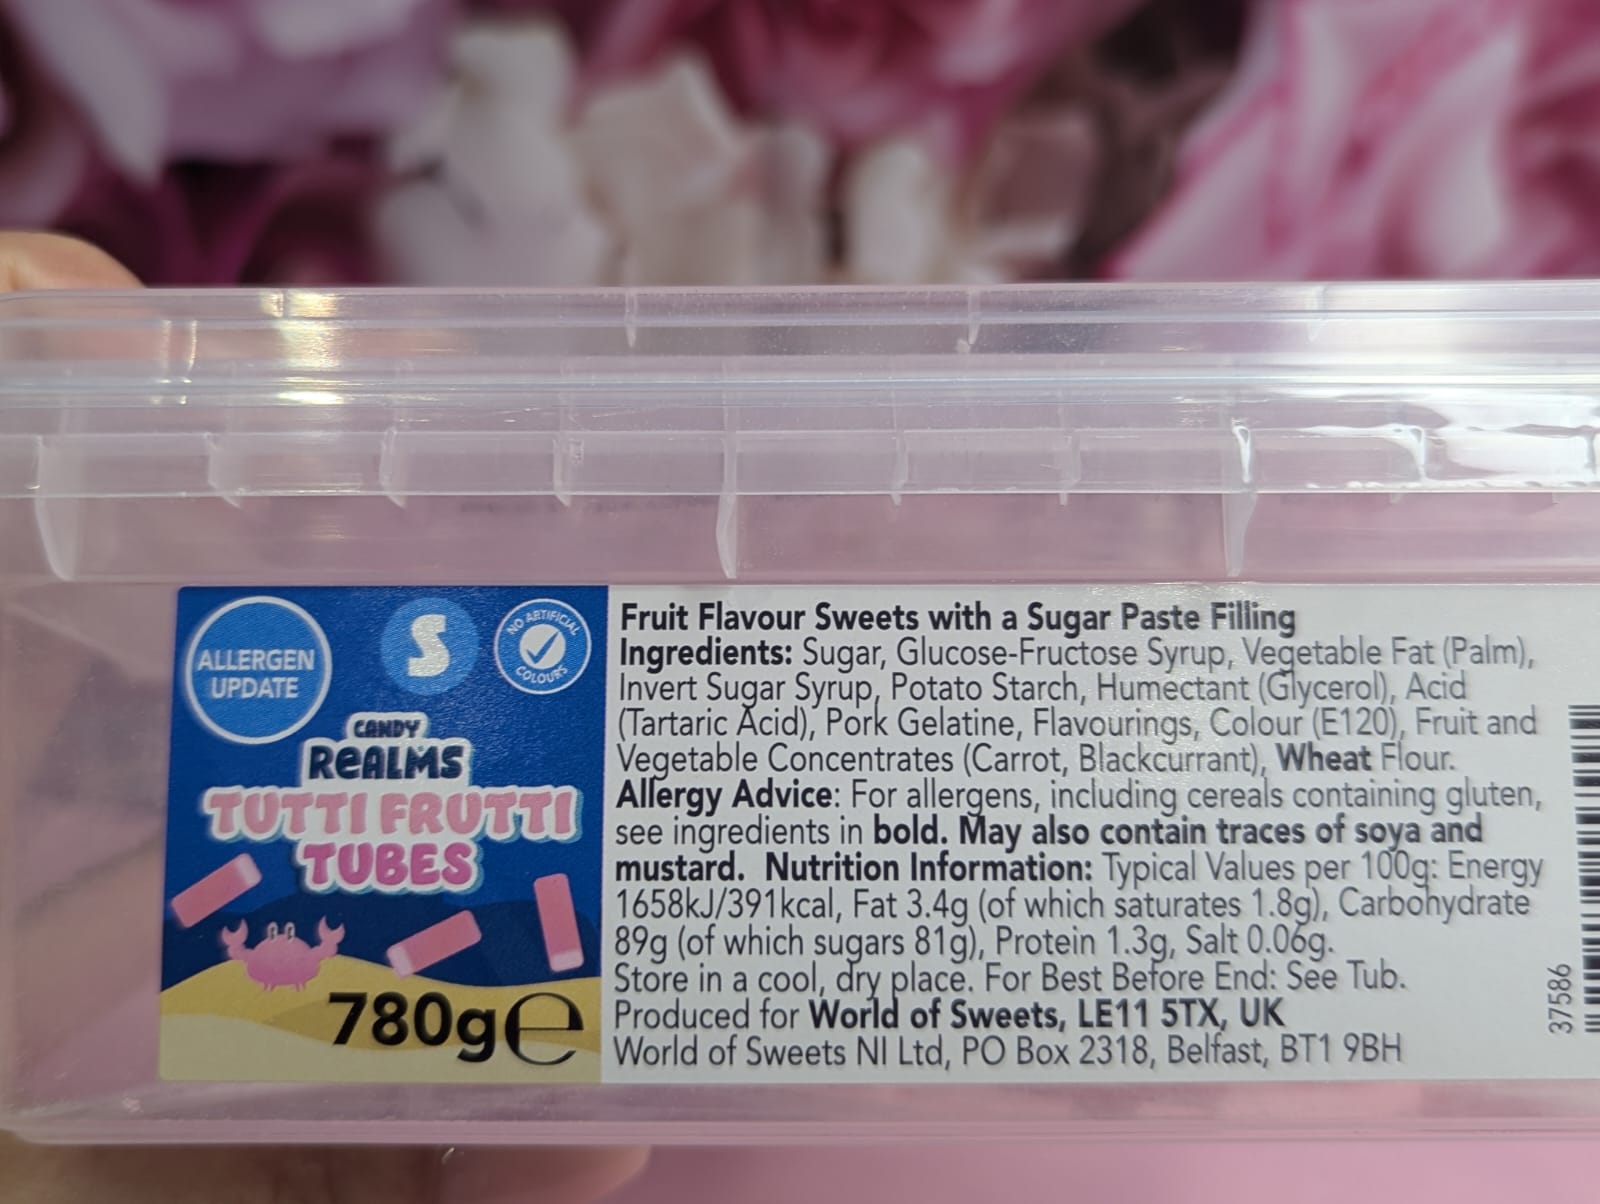 ALLERGEN
UPDATE
S
NO ARTIFICIAL
COLOURS
CANDY
REALMS
TUTTI FRUTTI
TUBES
780g℮
Fruit Flavour Sweets with a Sugar Paste Filling
Ingredients: Sugar, Glucose-Fructose Syrup, Vegetable Fat (Palm),
Invert Sugar Syrup, Potato Starch, Humectant (Glycerol), Acid
(Tartaric Acid), Pork Gelatine, Flavourings, Colour (E120), Fruit and
Vegetable Concentrates (Carrot, Blackcurrant), Wheat Flour.
Allergy Advice: For allergens, including cereals containing gluten,
see ingredients in bold. May also contain traces of soya and
mustard. Nutrition Information: Typical Values per 100g: Energy
1658kJ/391kcal, Fat 3.4g (of which saturates 1.8g), Carbohydrate
89g (of which sugars 81g), Protein 1.3g, Salt 0.06g.
Store in a cool, dry place. For Best Before End: See Tub.
Produced for World of Sweets, LE11 5TX, UK
World of Sweets NI Ltd, PO Box 2318, Belfast, BT1 9BH
37586